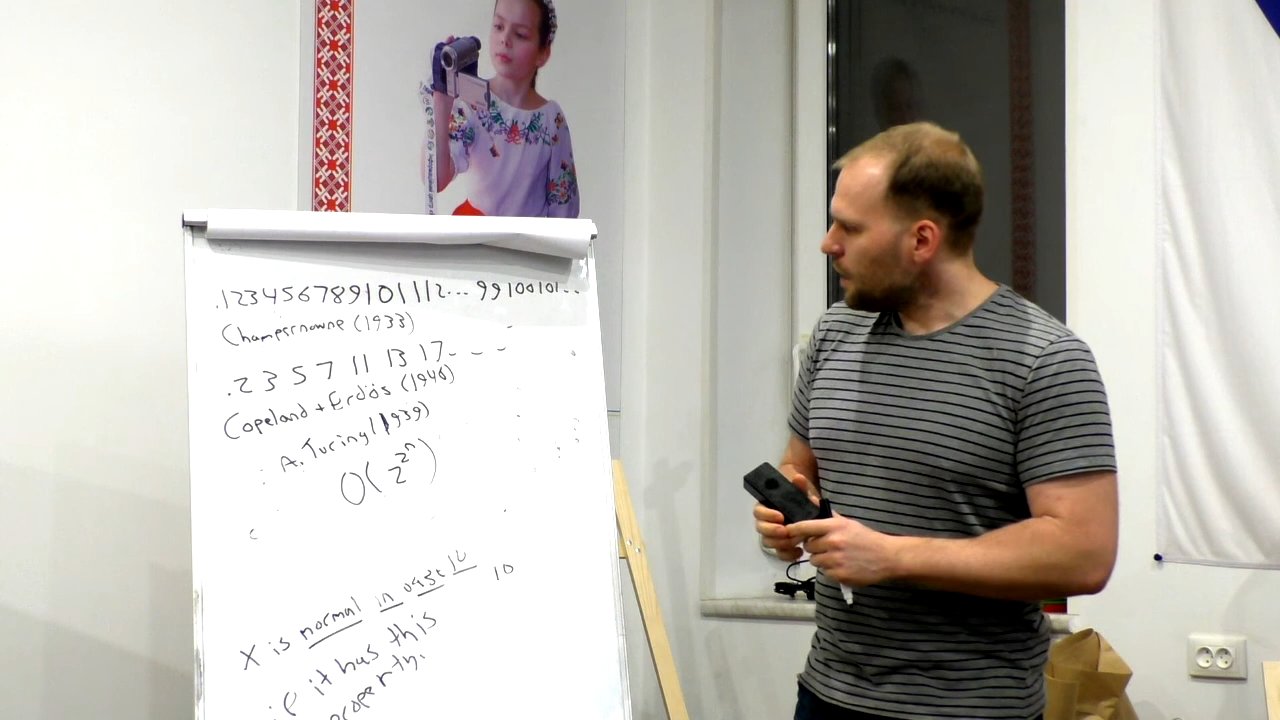 .123456789101112... 99100101...
Champernowne (1933)
.2 3 5 7 11 13 17- - -
Copeland + Erdös (1946)
A. Turing (1939)
O(2^2^n)
X is normal in base 10
10
if it has this
property.